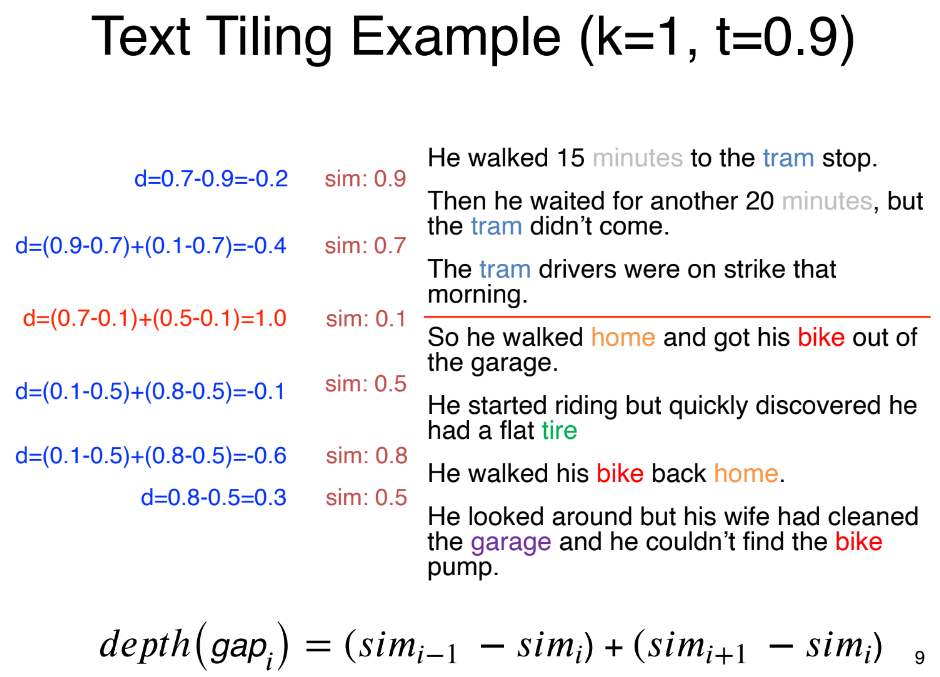 Text Tiling Example (k=1, t=0.9)
He walked 15 minutes to the tram stop.
d=0.7-0.9=-0.2 sim: 0.9
Then he waited for another 20 minutes, but
the tram didn't come.
d=(0.9-0.7)+(0.1-0.7)=-0.4 sim: 0.7
The tram drivers were on strike that
morning.
d=(0.7-0.1)+(0.5-0.1)=1.0 sim: 0.1
So he walked home and got his bike out of
the garage.
d=(0.1-0.5)+(0.8-0.5)=-0.1 sim: 0.5
He started riding but quickly discovered he
had a flat tire
d=(0.1-0.5)+(0.8-0.5)=-0.6 sim: 0.8
He walked his bike back home.
d=0.8-0.5=0.3 sim: 0.5
He looked around but his wife had cleaned
the garage and he couldn't find the bike
pump.
depth(gap_i) = (sim_{i-1} − sim_i) + (sim_{i+1} − sim_i)
9